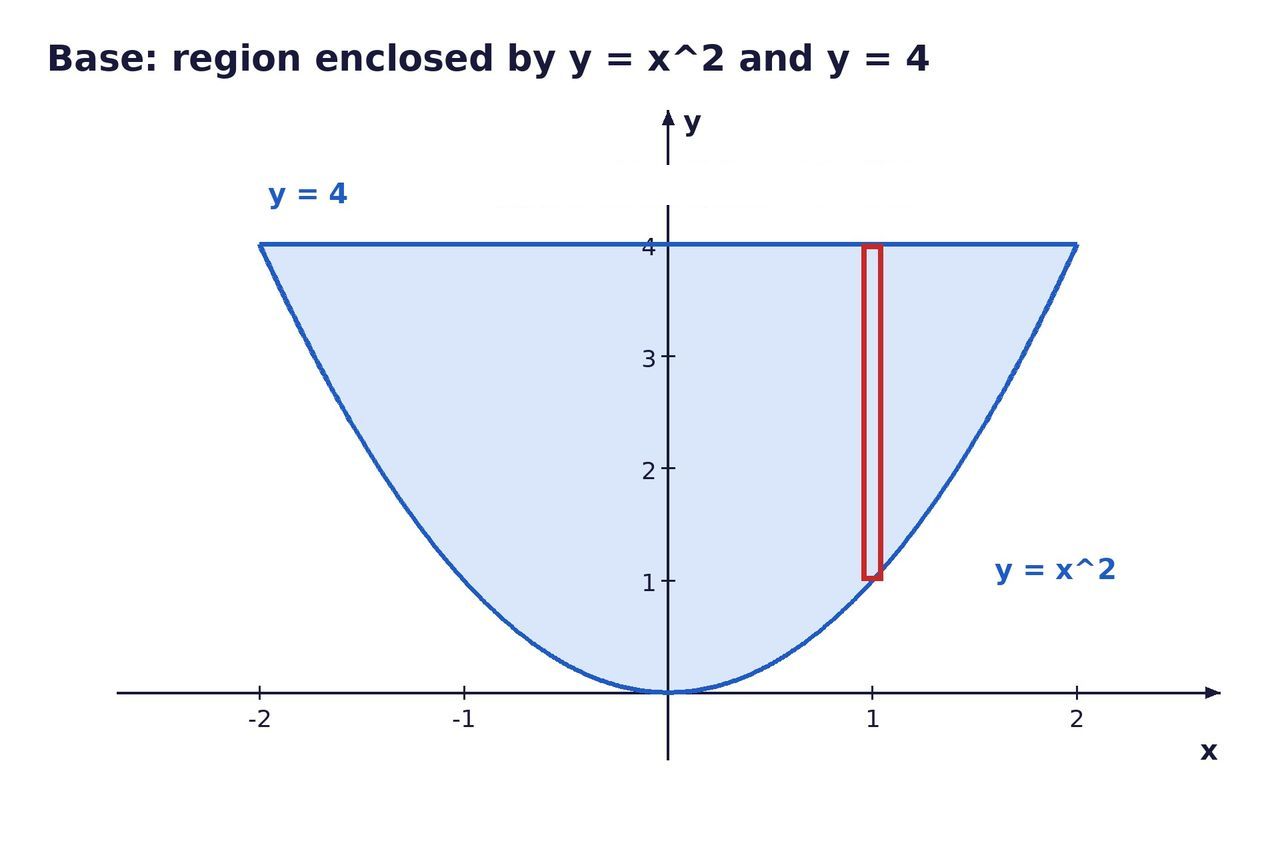 Base: region enclosed by y = x^2 and y = 4
y
y = 4
4
3
2
1
y = x^2
-2 -1 1 2
x